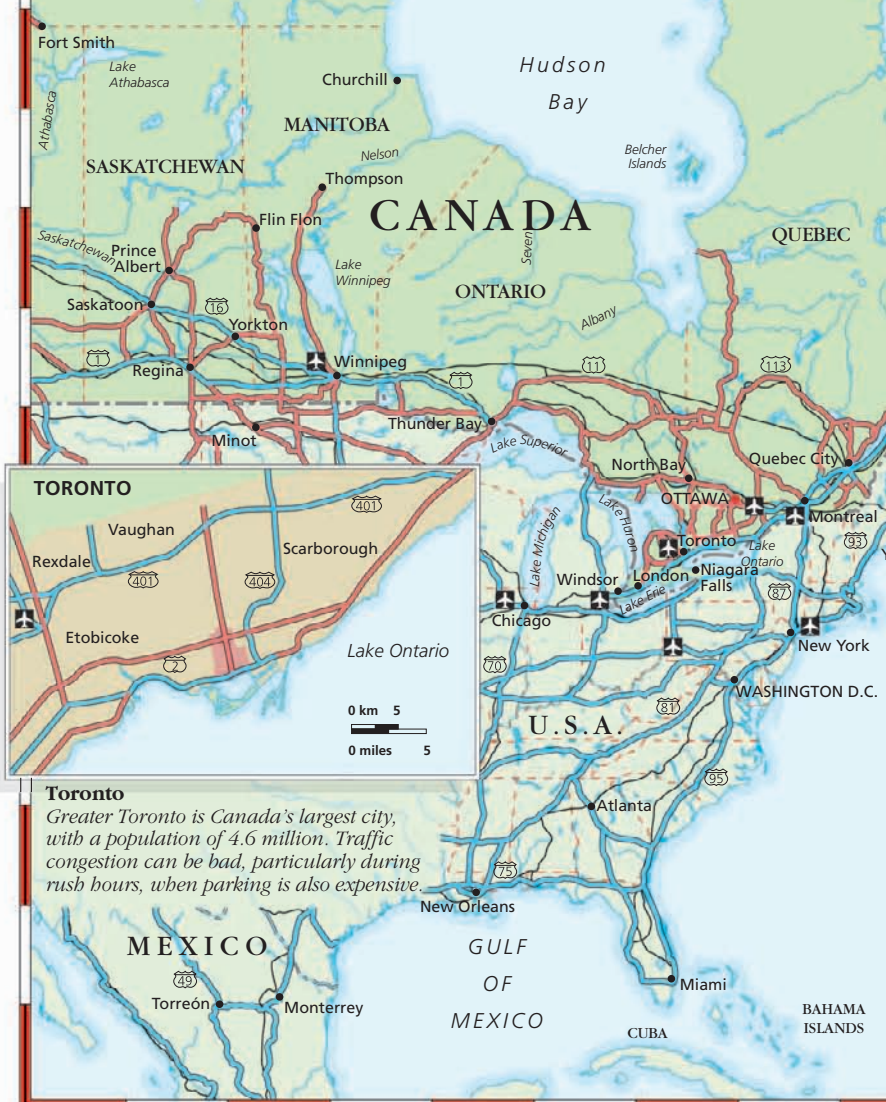 Fort Smith
Lake
Athabasca
Athabasca
Churchill
Hudson
Bay
MANITOBA
Belcher
Islands
SASKATCHEWAN
Nelson
Thompson
CANADA
Flin Flon
QUEBEC
Saskatchewan
Prince
Albert
Lake
Winnipeg
Seven
ONTARIO
Saskatoon
16
Yorkton
Albany
1
Regina
Winnipeg
1
11
113
Minot
Thunder Bay
Lake Superior
North Bay
Quebec City
OTTAWA
Montreal
Lake Michigan
Lake Huron
Toronto
Lake
Ontario
93
Windsor
London
Niagara
Falls
Lake Erie
87
Chicago
New York
70
WASHINGTON D.C.
81
U.S.A.
95
Atlanta
75
New Orleans
TORONTO
401
Vaughan
Scarborough
Rexdale
401
404
Etobicoke
2
Lake Ontario
0 km 5
0 miles 5
Toronto
Greater Toronto is Canada's largest city,
with a population of 4.6 million. Traffic
congestion can be bad, particularly during
rush hours, when parking is also expensive.
MEXICO
GULF
OF
MEXICO
49
Torreón
Monterrey
Miami
BAHAMA
ISLANDS
CUBA